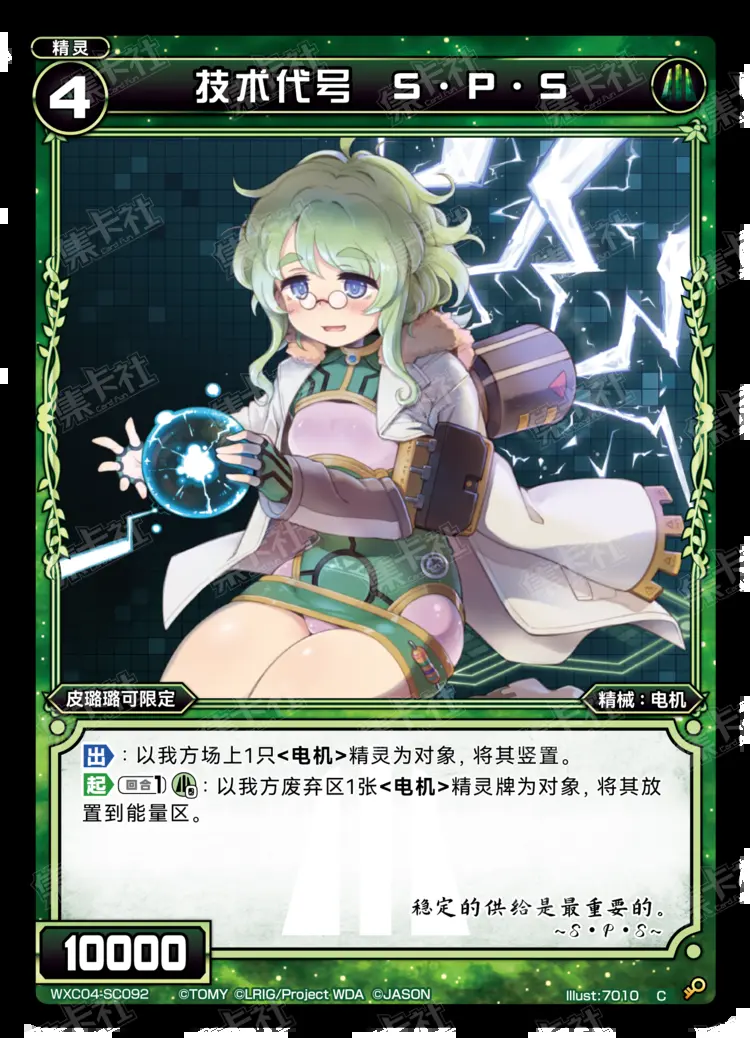 精灵
4
技术代号 S・P・S
皮璐璐可限定
精械：电机
出：以我方场上1只<电机>精灵为对象，将其竖置。
起 回合1：以我方废弃区1张<电机>精灵牌为对象，将其放
置到能量区。
稳定的供给是最重要的。
~S・P・S~
10000
WXC04-SC092 ©TOMY ©LRIG/Project WDA ©JASON Illust:7010 C
集卡社